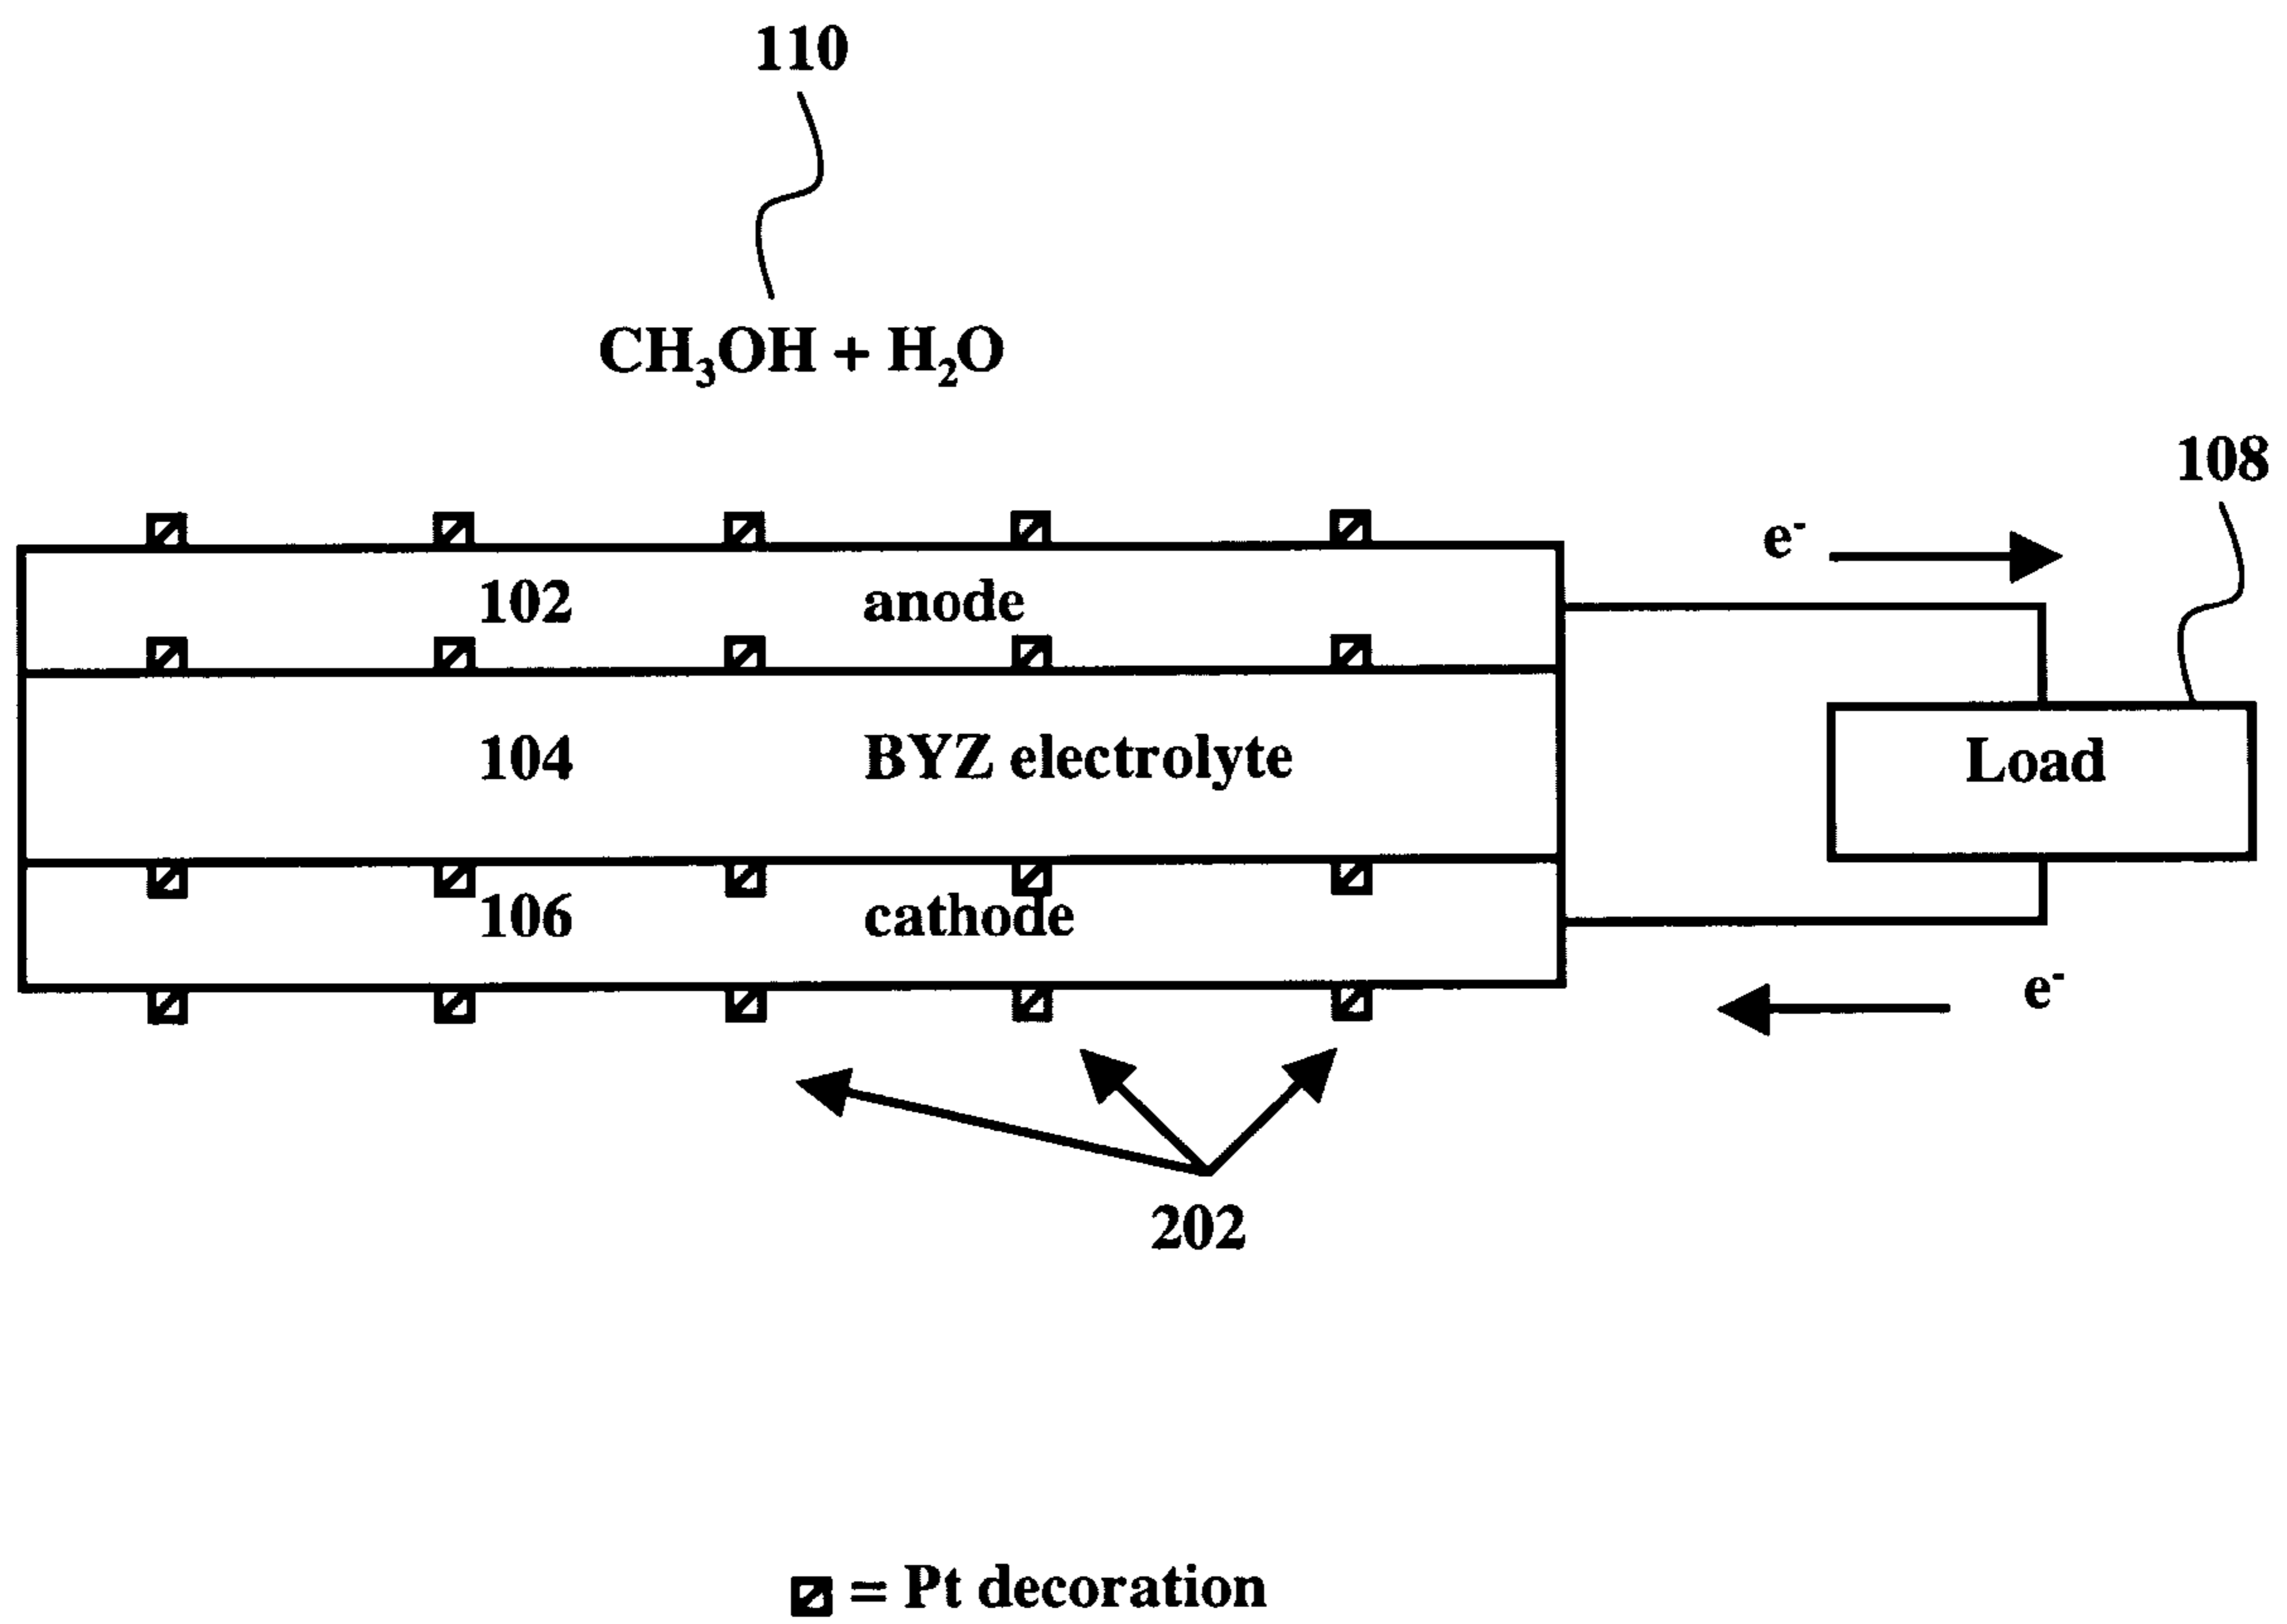 110
CH₃OH + H₂O
108
e⁻
102 anode
104 BYZ electrolyte
Load
106 cathode
e⁻
202
= Pt decoration